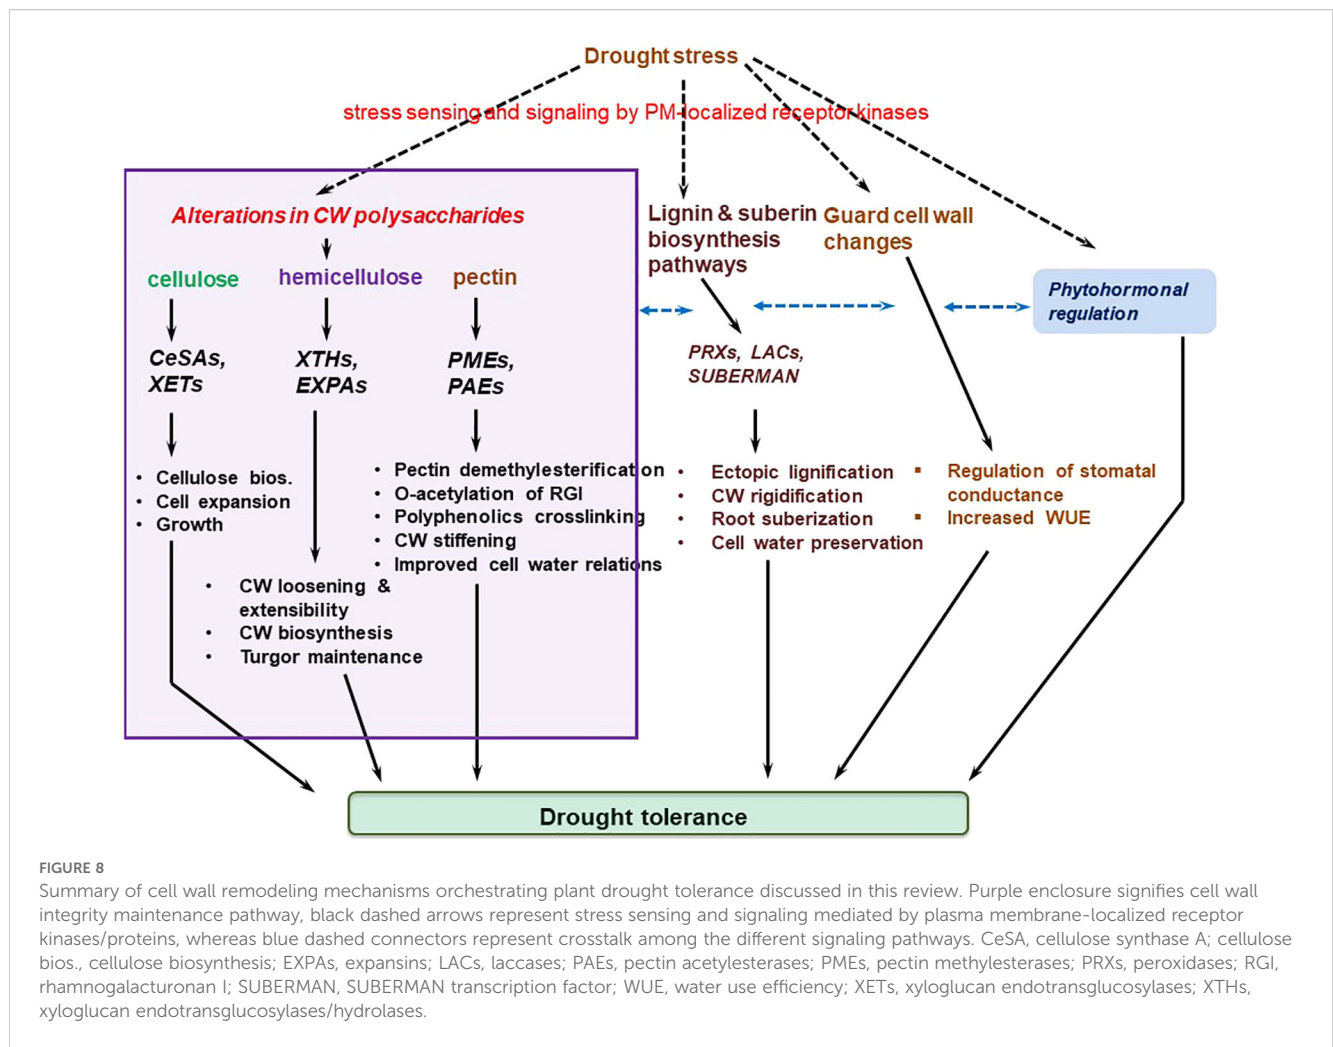 Drought stress
stress sensing and signaling by PM-localized receptor kinases
Alterations in CW polysaccharides
cellulose
hemicellulose
pectin
CeSAs,
XETs
XTHs,
EXPAs
PMEs,
PAEs
• Cellulose bios.
• Cell expansion
• Growth
• CW loosening &
extensibility
• CW biosynthesis
• Turgor maintenance
• Pectin demethylesterification
• O-acetylation of RGI
• Polyphenolics crosslinking
• CW stiffening
• Improved cell water relations
Lignin & suberin
biosynthesis
pathways
PRXs, LACs,
SUBERMAN
• Ectopic lignification
• CW rigidification
• Root suberization
• Cell water preservation
Guard cell wall
changes
▪ Regulation of stomatal
conductance
▪ Increased WUE
Phytohormonal
regulation
Drought tolerance
FIGURE 8
Summary of cell wall remodeling mechanisms orchestrating plant drought tolerance discussed in this review. Purple enclosure signifies cell wall
integrity maintenance pathway, black dashed arrows represent stress sensing and signaling mediated by plasma membrane-localized receptor
kinases/proteins, whereas blue dashed connectors represent crosstalk among the different signaling pathways. CeSA, cellulose synthase A; cellulose
bios., cellulose biosynthesis; EXPAs, expansins; LACs, laccases; PAEs, pectin acetylesterases; PMEs, pectin methylesterases; PRXs, peroxidases; RGI,
rhamnogalacturonan I; SUBERMAN, SUBERMAN transcription factor; WUE, water use efficiency; XETs, xyloglucan endotransglucosylases; XTHs,
xyloglucan endotransglucosylases/hydrolases.